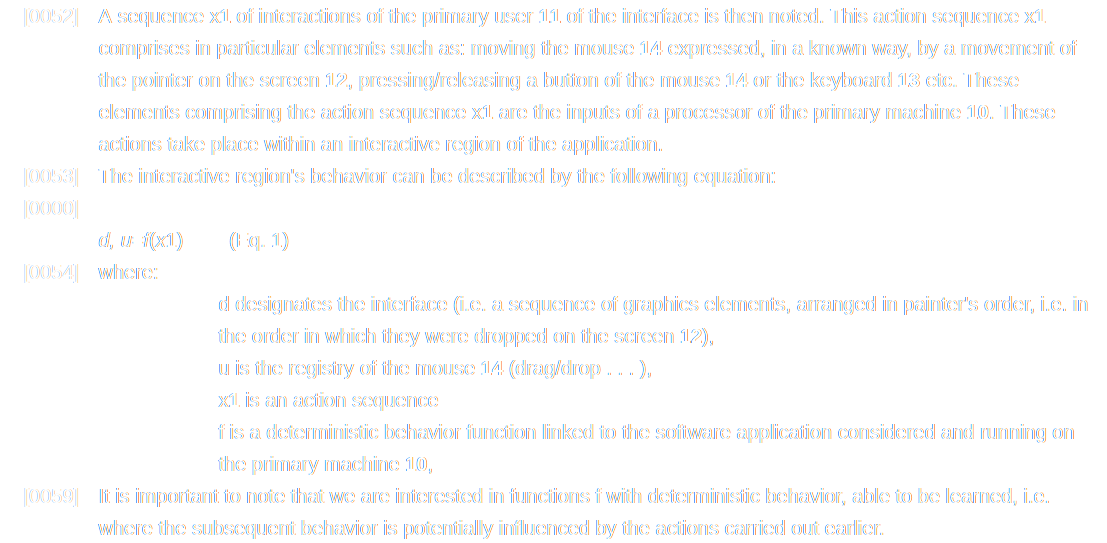 [0052] A sequence x1 of interactions of the primary user 11 of the interface is then noted. This action sequence x1
comprises in particular elements such as: moving the mouse 14 expressed, in a known way, by a movement of
the pointer on the screen 12, pressing/releasing a button of the mouse 14 or the keyboard 13 etc. These
elements comprising the action sequence x1 are the inputs of a processor of the primary machine 10. These
actions take place within an interactive region of the application.
[0053] The interactive region's behavior can be described by the following equation:
[0000]
d, u=f(x1) (Eq. 1)
[0054] where:
d designates the interface (i.e. a sequence of graphics elements, arranged in painter's order, i.e. in
the order in which they were dropped on the screen 12),
u is the registry of the mouse 14 (drag/drop . . . ),
x1 is an action sequence
f is a deterministic behavior function linked to the software application considered and running on
the primary machine 10,
[0059] It is important to note that we are interested in functions f with deterministic behavior, able to be learned, i.e.
where the subsequent behavior is potentially influenced by the actions carried out earlier.